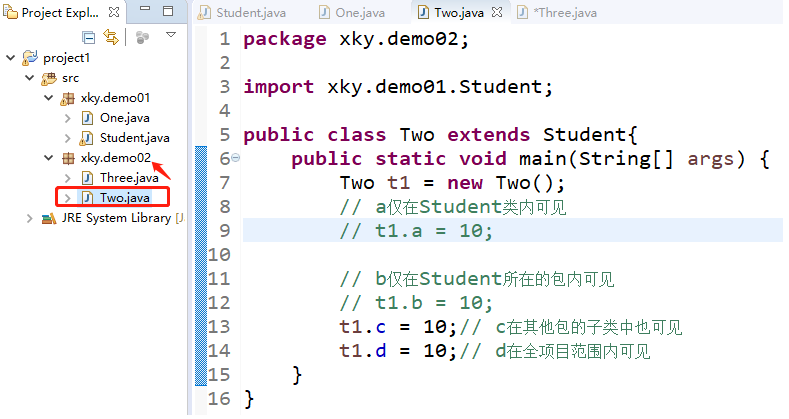 Project Expl...
project1
src
xky.demo01
One.java
Student.java
xky.demo02
Three.java
Two.java
JRE System Library [J
Student.java One.java Two.java *Three.java
1 package xky.demo02;
2
3 import xky.demo01.Student;
4
5 public class Two extends Student{
6 public static void main(String[] args) {
7 Two t1 = new Two();
8 // a仅在Student类内可见
9 // t1.a = 10;
10
11 // b仅在Student所在的包内可见
12 // t1.b = 10;
13 t1.c = 10;// c在其他包的子类中也可见
14 t1.d = 10;// d在全项目范围内可见
15 }
16 }